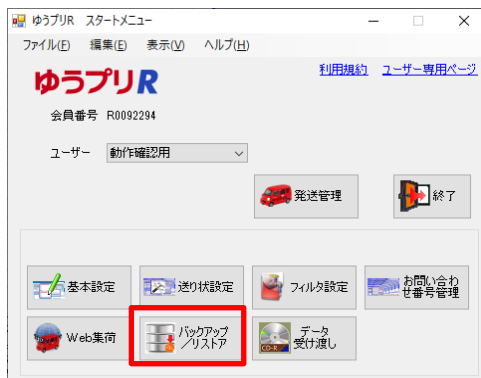 ゆうプリR スタートメニュー
ファイル(F) 編集(E) 表示(V) ヘルプ(H)
利用規約 ユーザー専用ページ
ゆうプリR
会員番号 R0092294
ユーザー 動作確認用
発送管理
終了
基本設定
送り状設定
フィルタ設定
お問い合わ
せ番号管理
Web集荷
バックアップ
／リストア
CD-R
データ
受け渡し